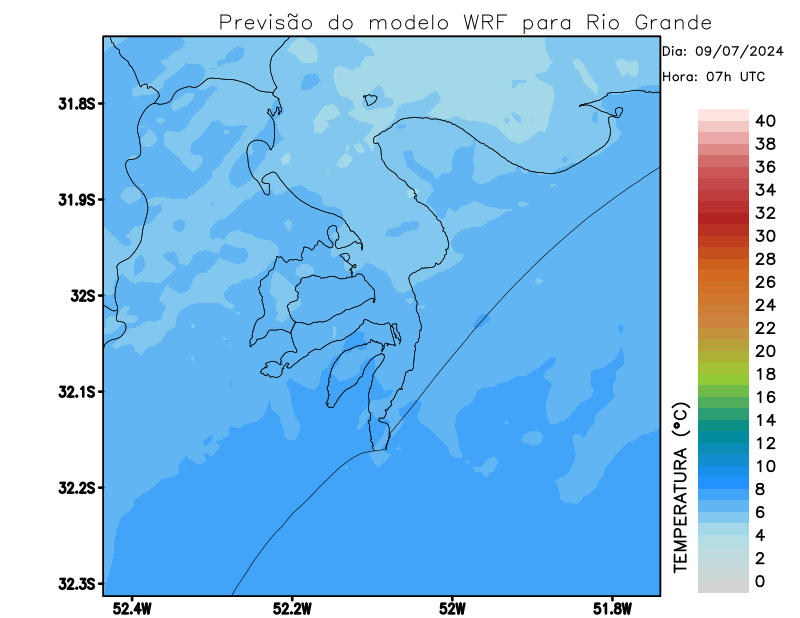 Previsão do modelo WRF para Rio Grande
Dia: 09/07/2024
Hora: 07h UTC
31.8S
31.9S
32S
32.1S
32.2S
32.3S
52.4W
52.2W
52W
51.8W
TEMPERATURA (°C)
40
38
38
36
34
32
30
28
26
24
22
20
18
16
14
12
10
8
6
4
2
0